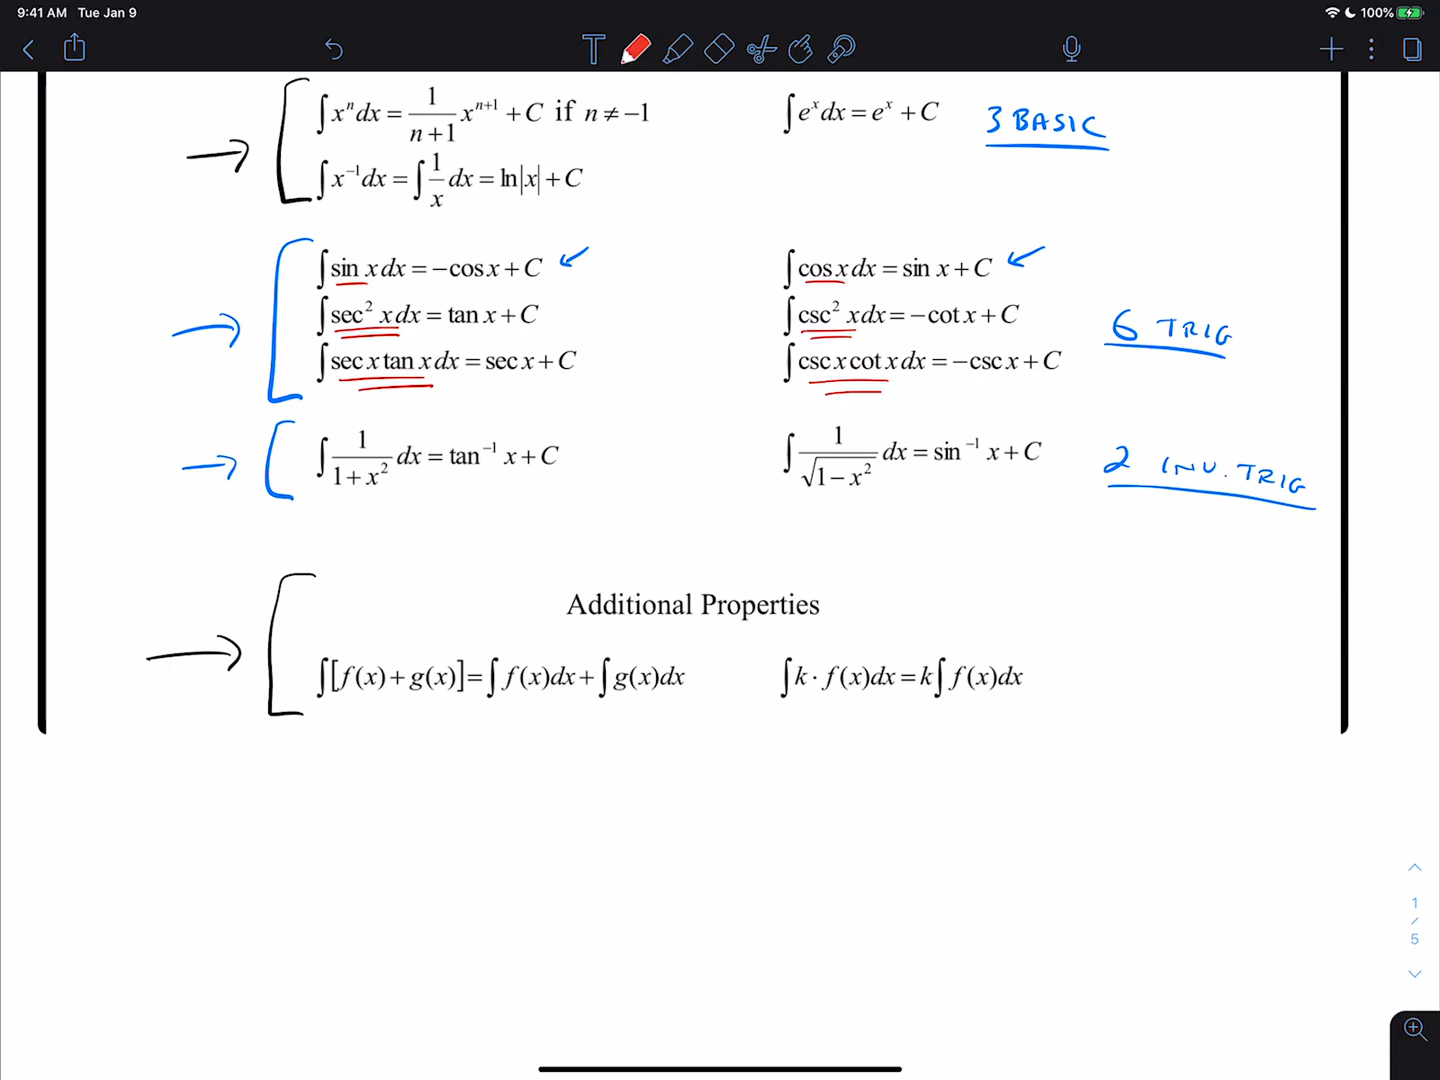 9:41 AM Tue Jan 9 100%
∫xⁿdx = 1/(n+1) xⁿ⁺¹ + C if n ≠ −1 ∫eˣdx = eˣ + C 3 BASIC
∫x⁻¹dx = ∫1/x dx = ln|x| + C
∫sin x dx = −cos x + C ∫cos x dx = sin x + C
∫sec² x dx = tan x + C ∫csc² x dx = −cot x + C 6 TRIG
∫sec x tan x dx = sec x + C ∫csc x cot x dx = −csc x + C
∫1/(1+x²) dx = tan⁻¹ x + C ∫1/√(1−x²) dx = sin⁻¹ x + C 2 INV. TRIG
Additional Properties
∫[f(x) + g(x)] = ∫f(x)dx + ∫g(x)dx ∫k · f(x)dx = k∫f(x)dx
1
/
5